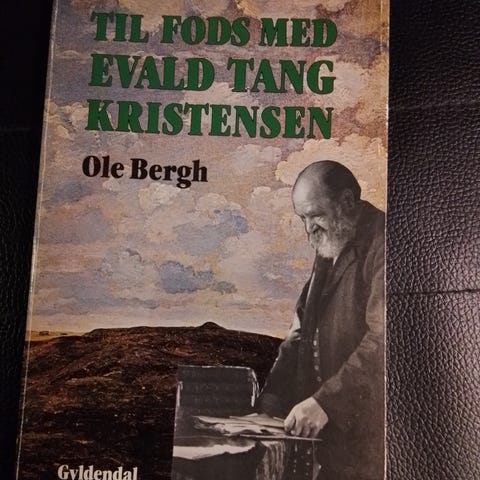 TIL FODS MED
EVALD TANG
KRISTENSEN
Ole Bergh
Gyldendal